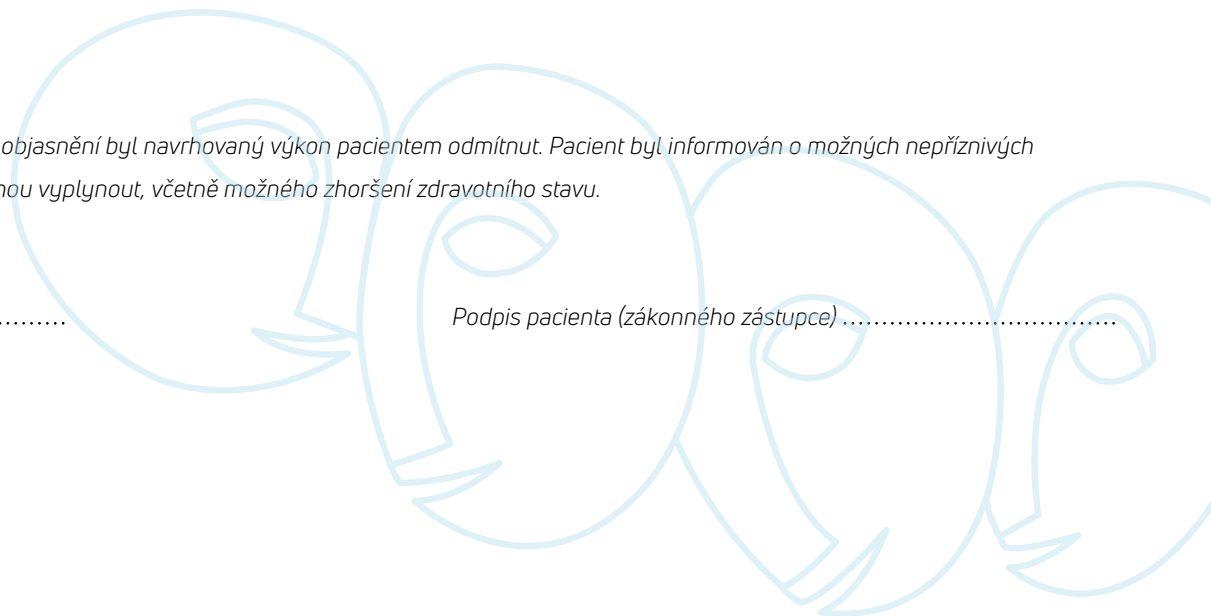 objasnění byl navrhovaný výkon pacientem odmítnut. Pacient byl informován o možných nepříznivých
vyplynout, včetně možného zhoršení zdravotního stavu.
.......... Podpis pacienta (zákonného zástupce) ...................................